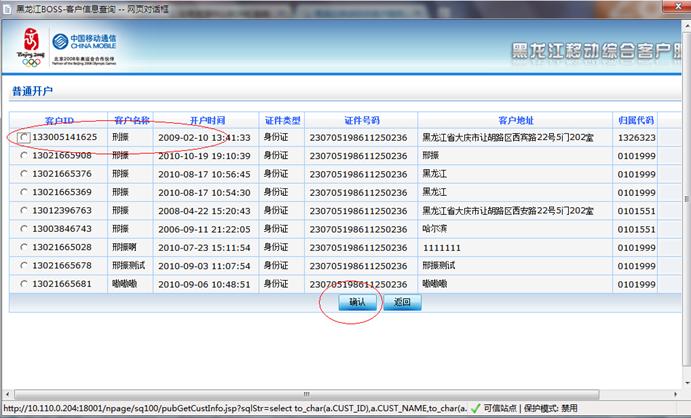 黑龙江BOSS-客户信息查询 -- 网页对话框
Beijing 2008
中国移动通信
CHINA MOBILE
北京2008年奥运会合作伙伴
Partner of the Beijing 2008 Olympic Games
黑龙江移动综合客户服
普通开户
客户ID 客户名称 开户时间 证件类型 证件号码 客户地址 归属代码
133005141625 邢振 2009-02-10 13:41:33 身份证 230705198611250236 黑龙江省大庆市让胡路区西宾路22号5门202室 1326323
13021665908 邢振 2010-10-19 19:10:39 身份证 230705198611250236 邢振 0101999
13021665376 邢振 2010-08-17 10:56:45 身份证 230705198611250236 黑龙江 0101999
13021665369 邢振 2010-08-17 10:54:30 身份证 230705198611250236 黑龙江 0101999
13012396763 邢振 2008-04-22 15:20:43 身份证 230705198611250236 黑龙江省大庆市让胡路区西安路22号5门202室 0101551
13003846743 邢振 2006-09-11 21:22:05 身份证 230705198611250236 哈尔滨 0101551
13021665028 邢振啊 2010-07-23 15:11:54 身份证 230705198611250236 1111111 0101999
13021665678 邢振测试 2010-09-03 11:07:54 身份证 230705198611250236 邢振测试 0101999
13021665681 嘞嘞嘞 2010-09-06 10:48:51 身份证 230705198611250236 嘞嘞嘞 0101999
确认 返回
http://10.110.0.204:18001/npage/sq100/pubGetCustInfo.jsp?sqlStr=select to_char(a.CUST_ID),a.CUST_NAME,to_char(a. 可信站点 | 保护模式: 禁用